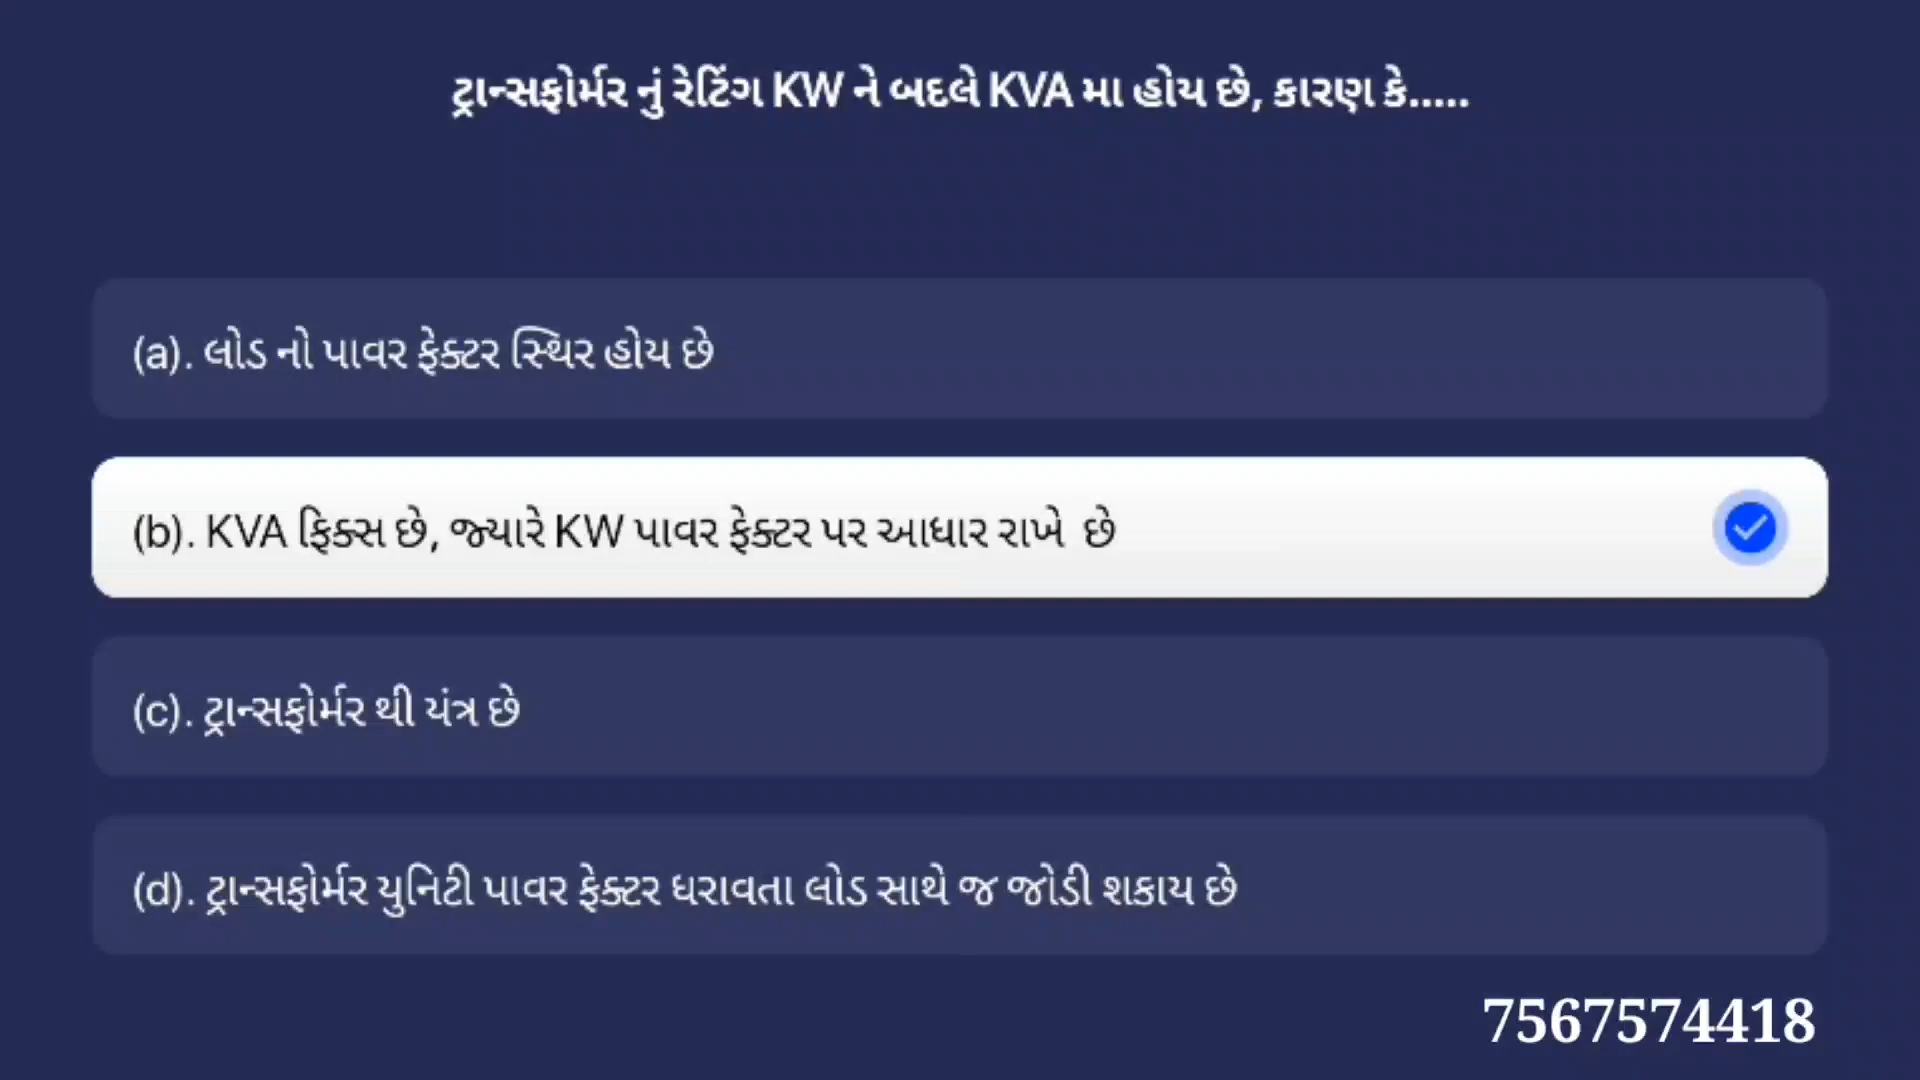 ટ્રાન્સફોર્મર નું રેટિંગ KW ને બદલે KVA મા હોય છે, કારણ કે.....
(a). લોડ નો પાવર ફેક્ટર સ્થિર હોય છે
(b). KVA ફિક્સ છે, જ્યારે KW પાવર ફેક્ટર પર આધાર રાખે  છે
(c). ટ્રાન્સફોર્મર થી યંત્ર છે
(d). ટ્રાન્સફોર્મર યુનિટી પાવર ફેક્ટર ધરાવતા લોડ સાથે જ જોડી શકાય છે
7567574418